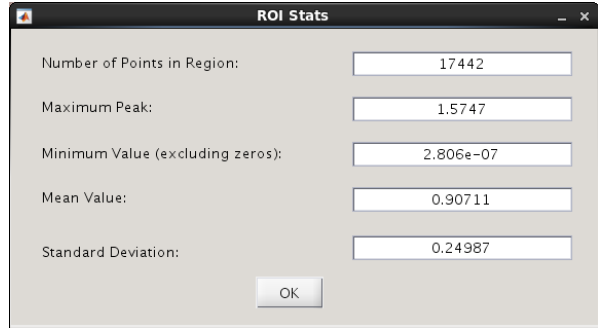 ROI Stats
Number of Points in Region: 17442
Maximum Peak: 1.5747
Minimum Value (excluding zeros): 2.806e-07
Mean Value: 0.90711
Standard Deviation: 0.24987
OK